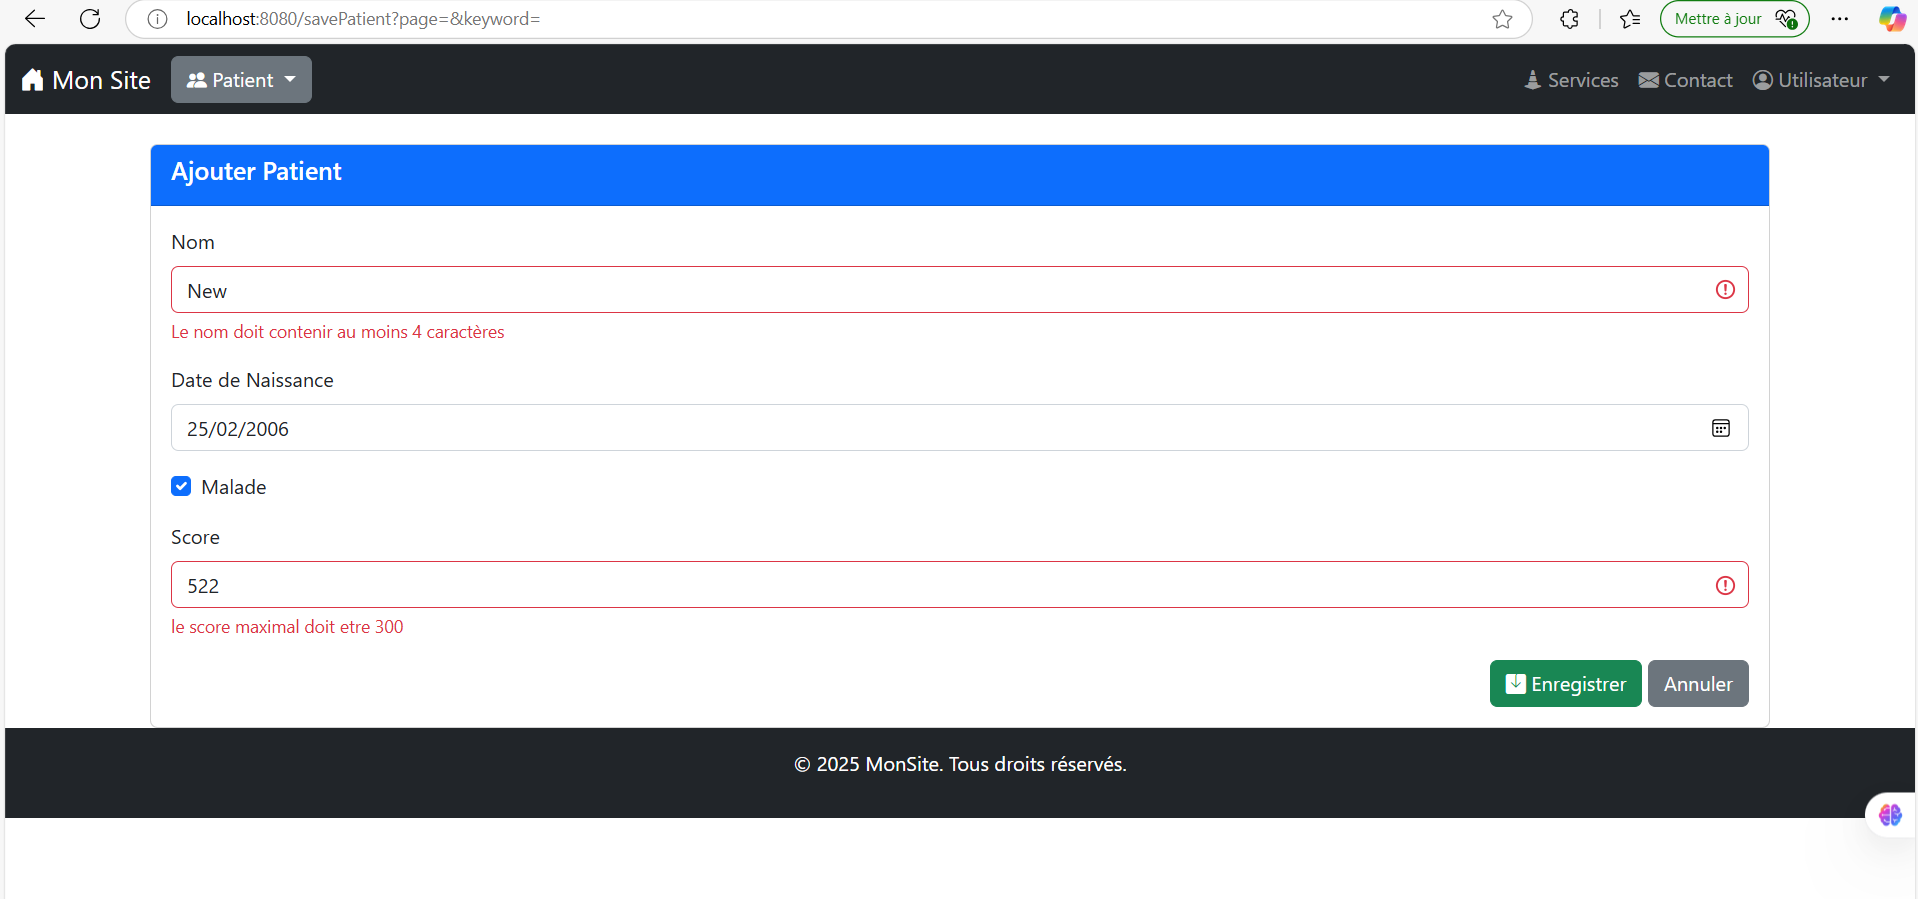 localhost:8080/savePatient?page=&keyword=
Mettre à jour
Mon Site
Patient
Services
Contact
Utilisateur
Ajouter Patient
Nom
New
Le nom doit contenir au moins 4 caractères
Date de Naissance
25/02/2006
Malade
Score
522
le score maximal doit etre 300
Enregistrer
Annuler
© 2025 MonSite. Tous droits réservés.